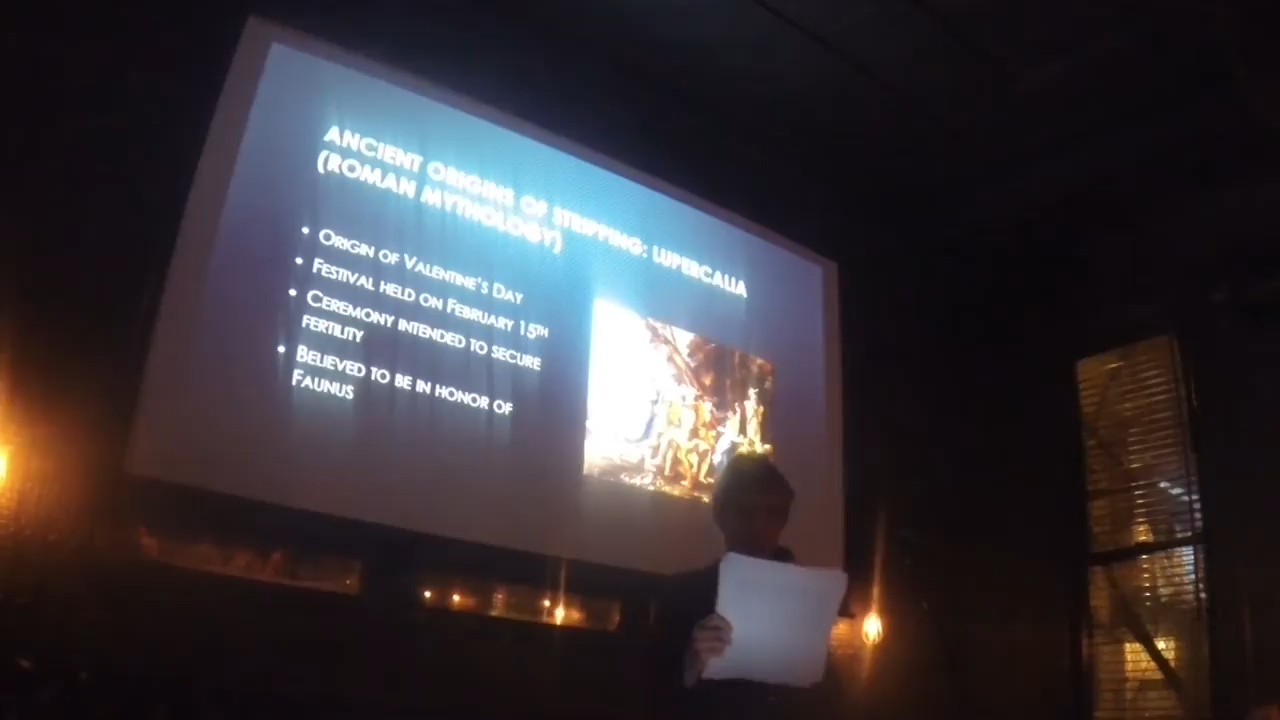 ANCIENT ORIGINS OF STRIPPING: LUPERCALIA
(ROMAN MYTHOLOGY)
• ORIGIN OF VALENTINE'S DAY
• FESTIVAL HELD ON FEBRUARY 15TH
• CEREMONY INTENDED TO SECURE
FERTILITY
• BELIEVED TO BE IN HONOR OF
FAUNUS